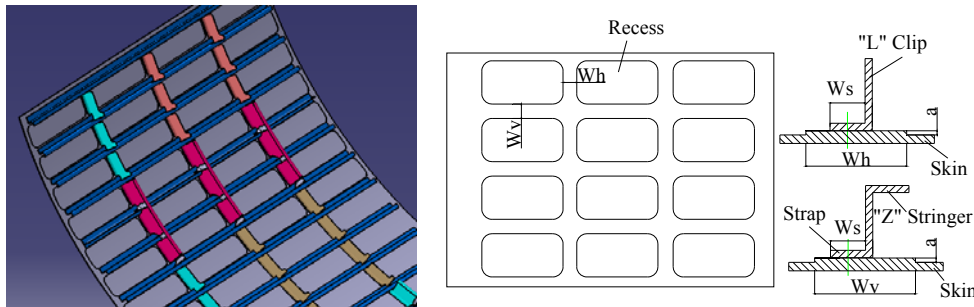 Recess
Wh
Wv
"L" Clip
Ws
a
Wh
Skin
Strap
"Z" Stringer
Ws
a
Wv
Skin